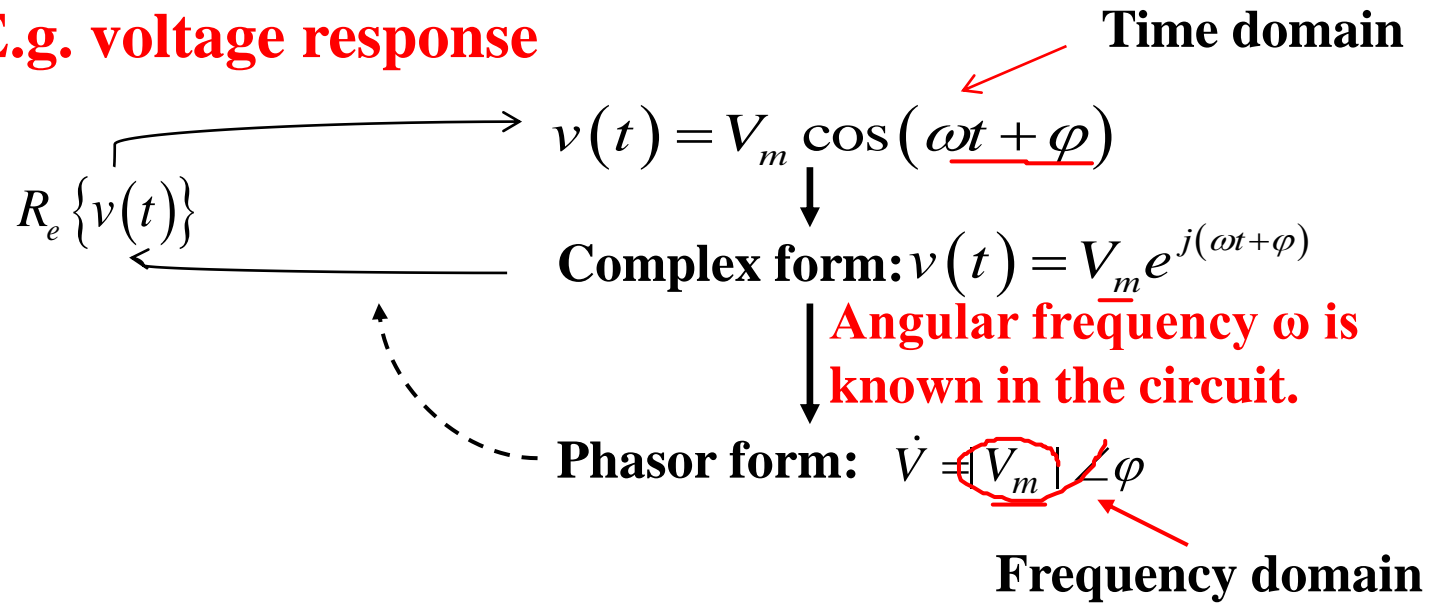 E.g. voltage response
Time domain
v(t) = V_m cos(ωt + φ)
R_e {v(t)}
Complex form: v(t) = V_m e^{j(ωt+φ)}
Angular frequency ω is
known in the circuit.
Phasor form: V̇ = |V_m| ∠φ
Frequency domain